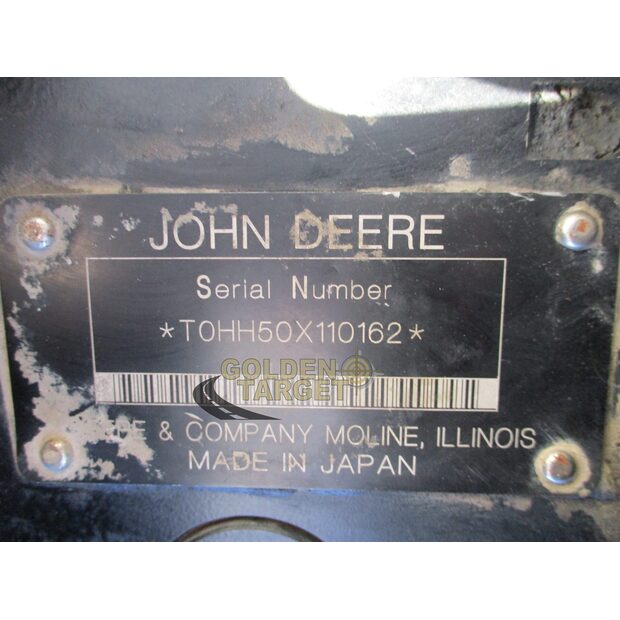 JOHN DEERE
Serial Number
*T0HH50X110162*
GOLDEN
TARGET
& COMPANY MOLINE, ILLINOIS
MADE IN JAPAN